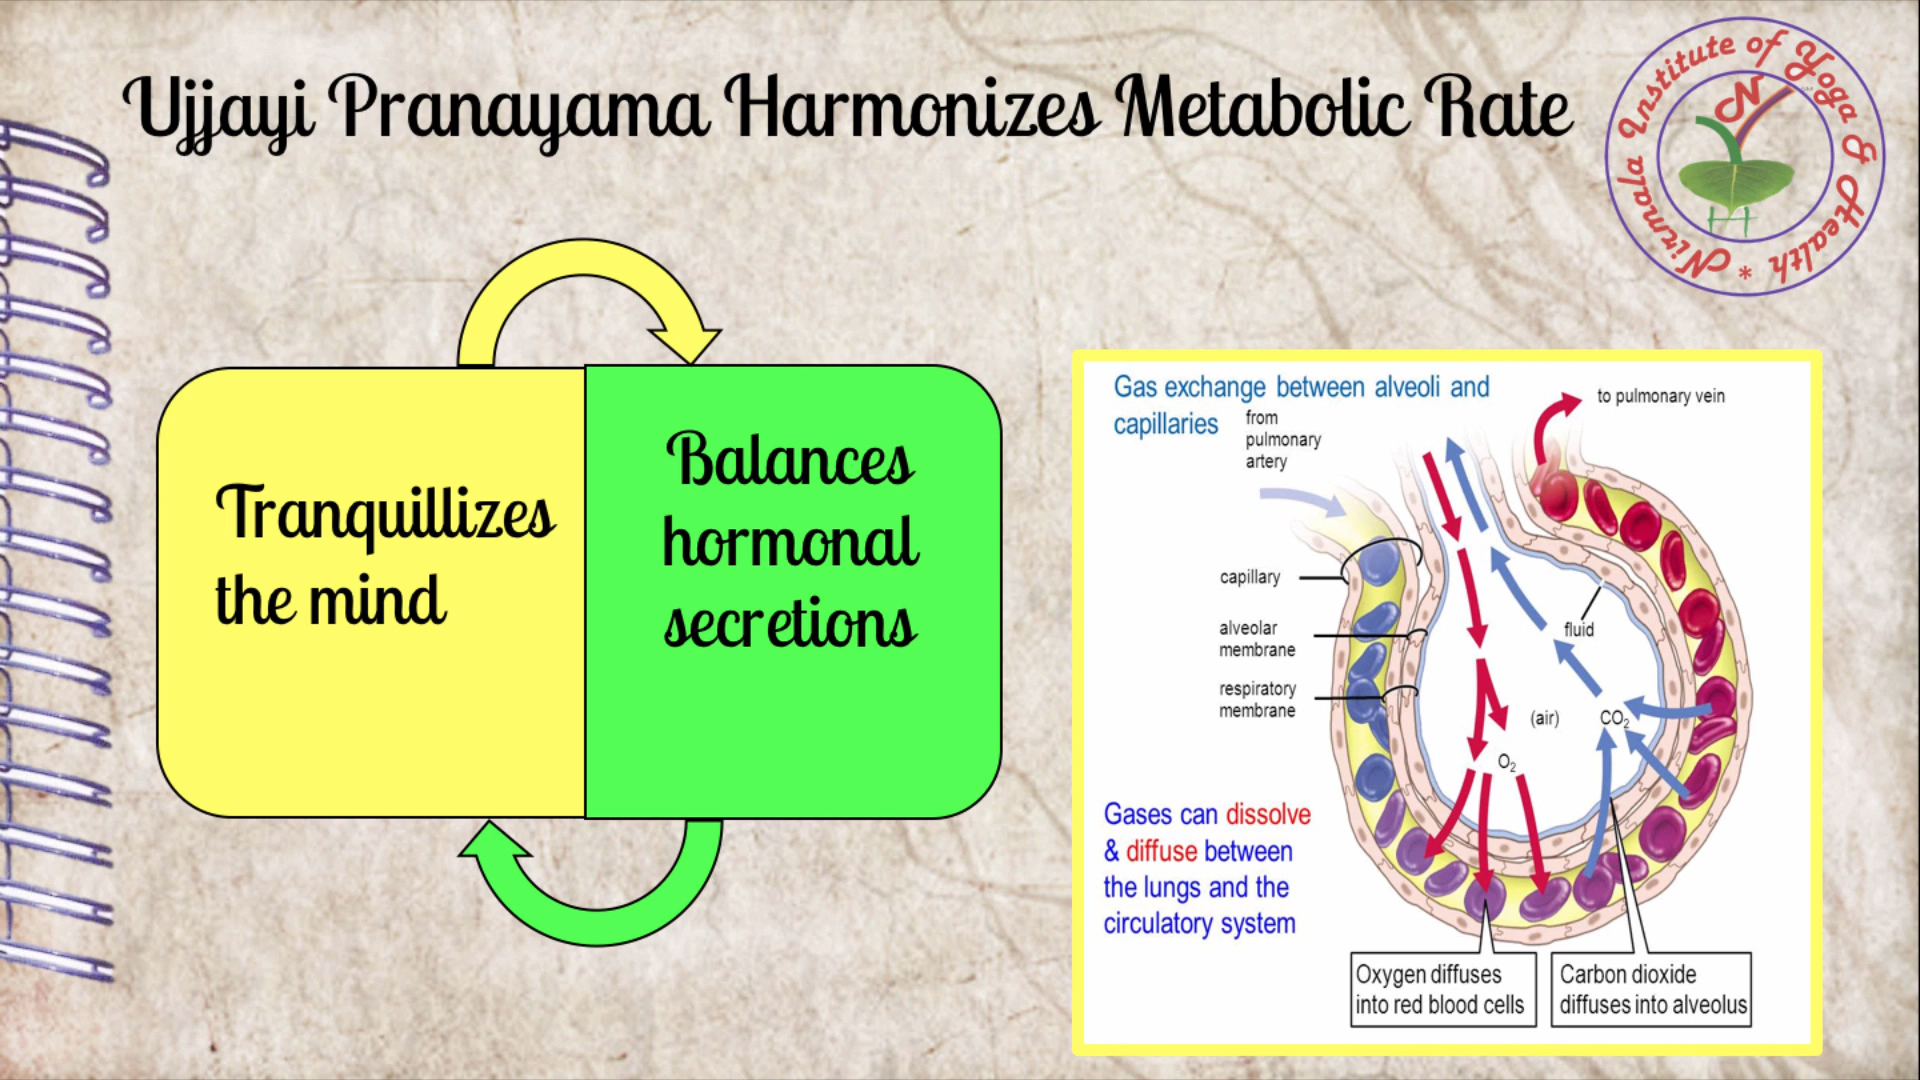 Ujjayi Pranayama Harmonizes Metabolic Rate
Nirmala Institute of Yoga & Health *
NY
H
Tranquillizes
the mind
Balances
hormonal
secretions
Gas exchange between alveoli and
capillaries
from
pulmonary
artery
to pulmonary vein
capillary
alveolar
membrane
respiratory
membrane
fluid
(air)
CO₂
O₂
Gases can dissolve
& diffuse between
the lungs and the
circulatory system
Oxygen diffuses
into red blood cells
Carbon dioxide
diffuses into alveolus